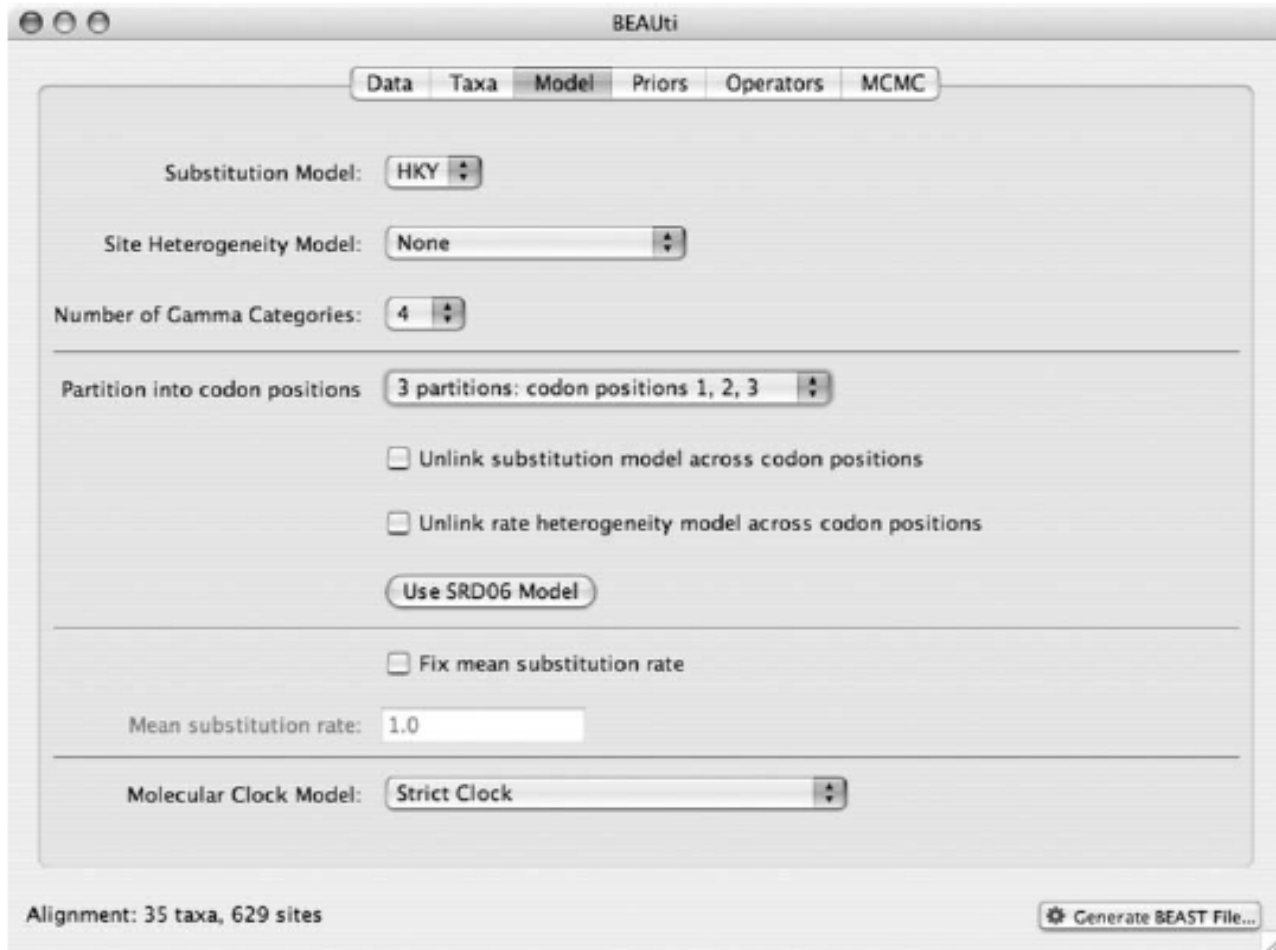 BEAUti
Data Taxa Model Priors Operators MCMC
Substitution Model: HKY
Site Heterogeneity Model: None
Number of Gamma Categories: 4
Partition into codon positions 3 partitions: codon positions 1, 2, 3
Unlink substitution model across codon positions
Unlink rate heterogeneity model across codon positions
Use SRD06 Model
Fix mean substitution rate
Mean substitution rate: 1.0
Molecular Clock Model: Strict Clock
Alignment: 35 taxa, 629 sites Generate BEAST File...